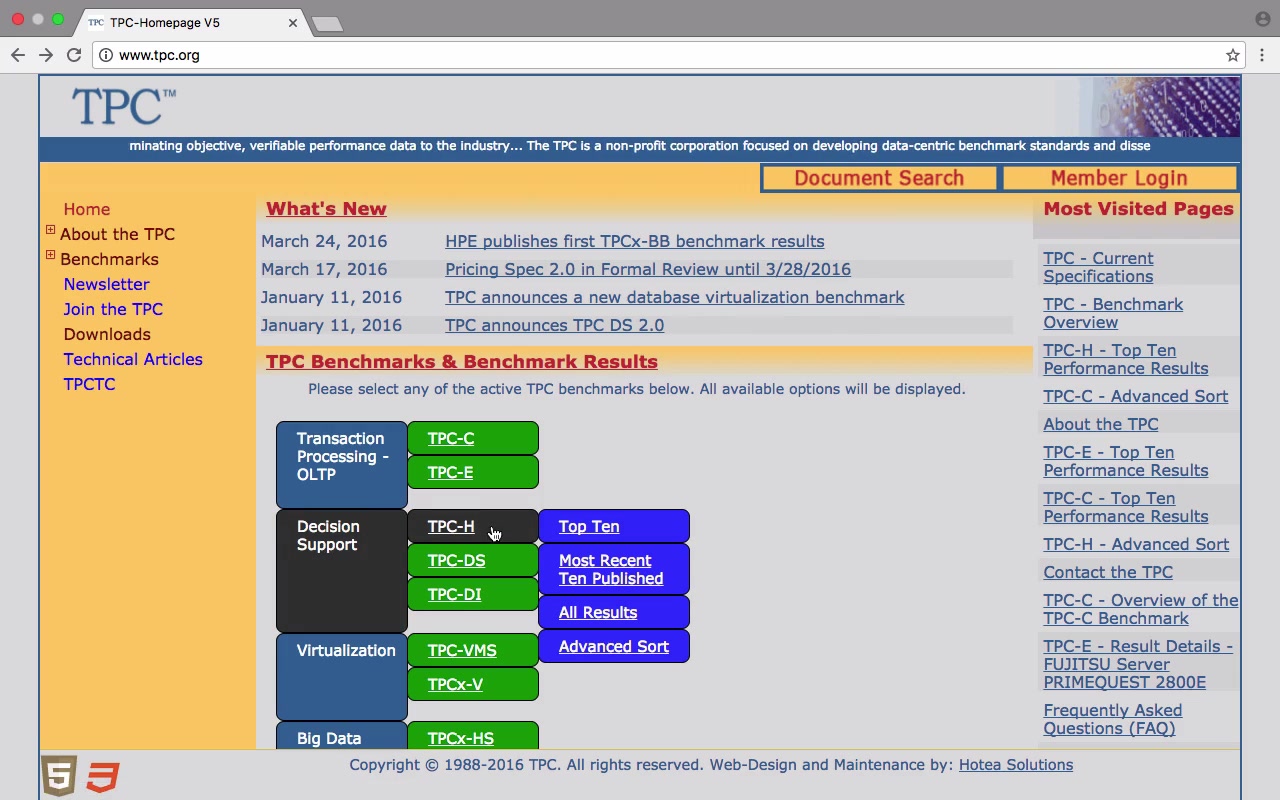 TPC TPC-Homepage V5
www.tpc.org
TPC™
minating objective, verifiable performance data to the industry... The TPC is a non-profit corporation focused on developing data-centric benchmark standards and disse
Document Search
Member Login
Home
About the TPC
Benchmarks
Newsletter
Join the TPC
Downloads
Technical Articles
TPCTC
What's New
March 24, 2016 HPE publishes first TPCx-BB benchmark results
March 17, 2016 Pricing Spec 2.0 in Formal Review until 3/28/2016
January 11, 2016 TPC announces a new database virtualization benchmark
January 11, 2016 TPC announces TPC DS 2.0
TPC Benchmarks & Benchmark Results
Please select any of the active TPC benchmarks below. All available options will be displayed.
Transaction
Processing -
OLTP
TPC-C
TPC-E
Decision
Support
TPC-H
TPC-DS
TPC-DI
Top Ten
Most Recent
Ten Published
All Results
Advanced Sort
Virtualization
TPC-VMS
TPCx-V
Big Data
TPCx-HS
Most Visited Pages
TPC - Current
Specifications
TPC - Benchmark
Overview
TPC-H - Top Ten
Performance Results
TPC-C - Advanced Sort
About the TPC
TPC-E - Top Ten
Performance Results
TPC-C - Top Ten
Performance Results
TPC-H - Advanced Sort
Contact the TPC
TPC-C - Overview of the
TPC-C Benchmark
TPC-E - Result Details -
FUJITSU Server
PRIMEQUEST 2800E
Frequently Asked
Questions (FAQ)
5
3
Copyright © 1988-2016 TPC. All rights reserved. Web-Design and Maintenance by: Hotea Solutions